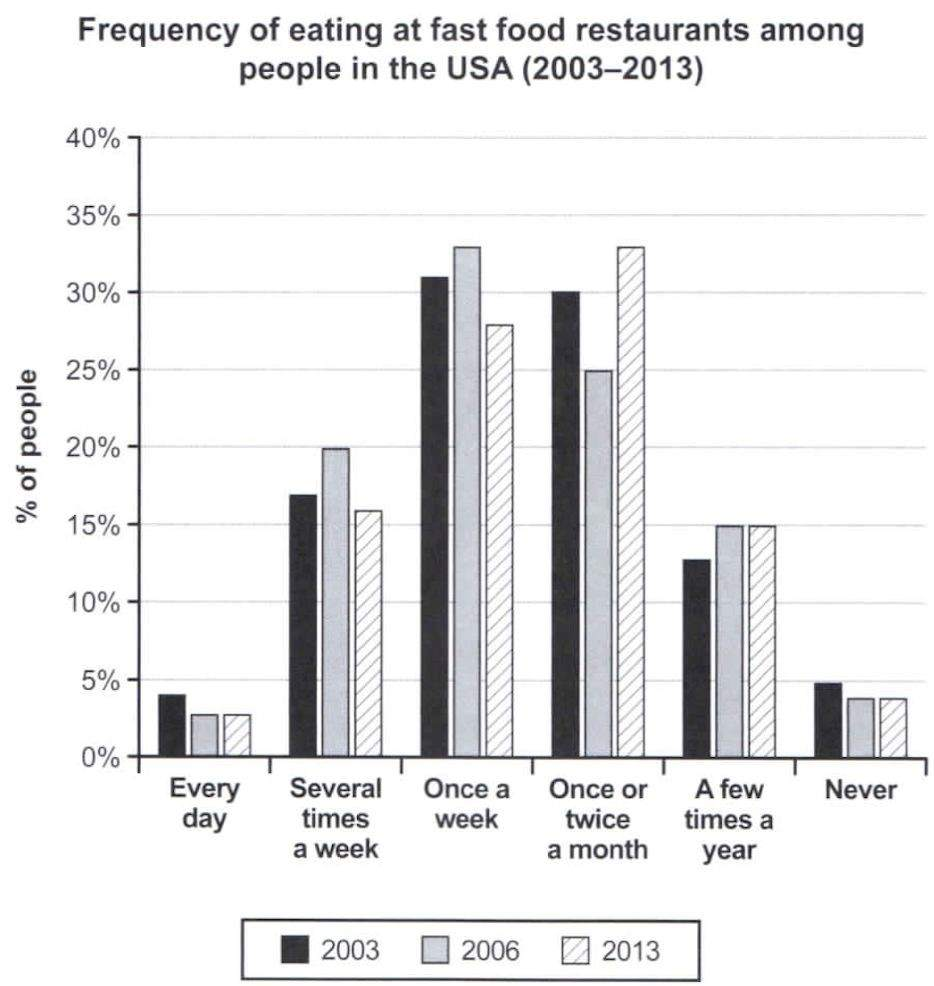 Frequency of eating at fast food restaurants among
people in the USA (2003–2013)
40%
35%
30%
25%
20%
15%
10%
5%
0%
% of people
Every
day
Several
times
a week
Once a
week
Once or
twice
a month
A few
times a
year
Never
2003
2006
2013